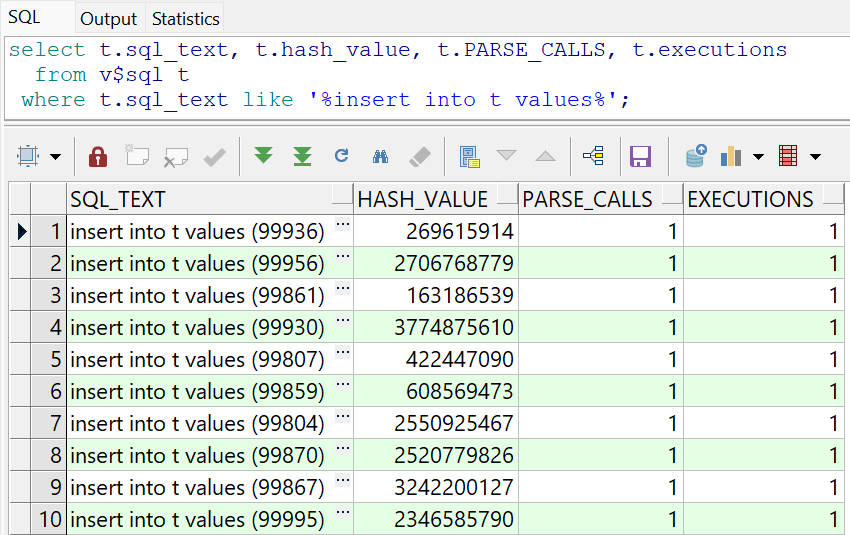 SQL Output Statistics
select t.sql_text, t.hash_value, t.PARSE_CALLS, t.executions
from v$sql t
where t.sql_text like '%insert into t values%';
SQL_TEXT HASH_VALUE PARSE_CALLS EXECUTIONS
1 insert into t values (99936) ... 269615914 1 1
2 insert into t values (99956) ... 2706768779 1 1
3 insert into t values (99861) ... 163186539 1 1
4 insert into t values (99930) ... 3774875610 1 1
5 insert into t values (99807) ... 422447090 1 1
6 insert into t values (99859) ... 608569473 1 1
7 insert into t values (99804) ... 2550925467 1 1
8 insert into t values (99870) ... 2520779826 1 1
9 insert into t values (99867) ... 3242200127 1 1
10 insert into t values (99995) ... 2346585790 1 1